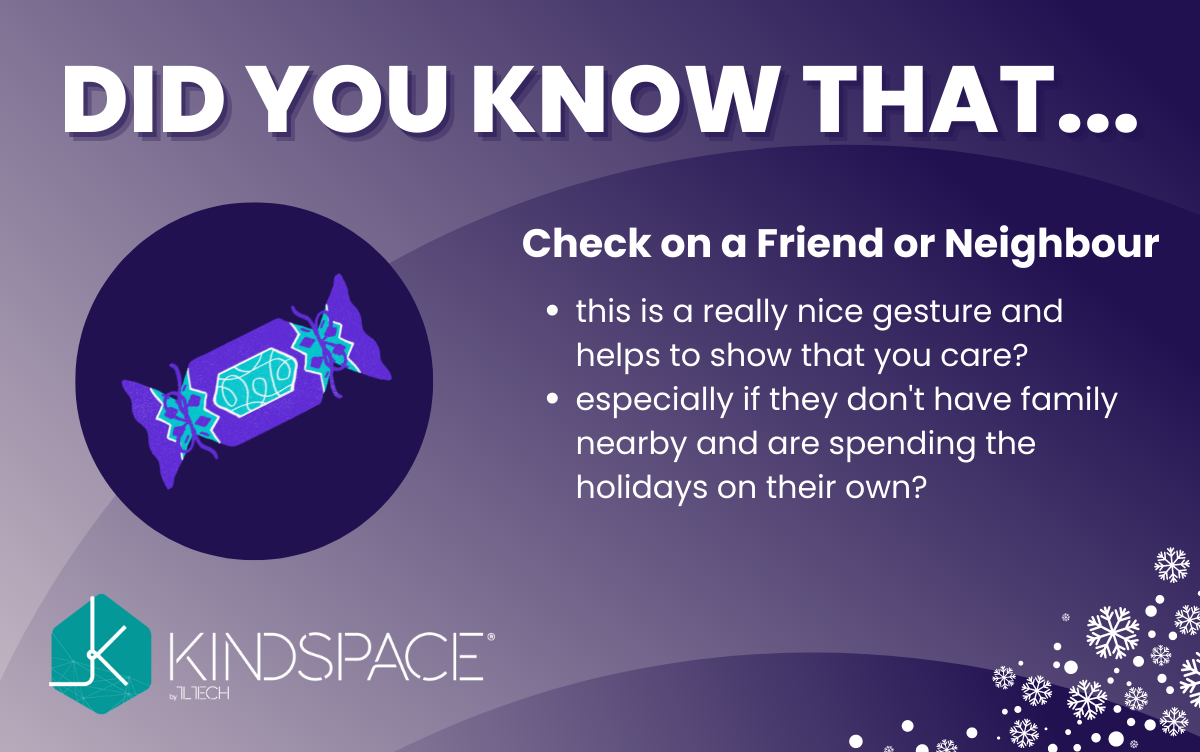 DID YOU KNOW THAT...
Check on a Friend or Neighbour
• this is a really nice gesture and
helps to show that you care?
• especially if they don't have family
nearby and are spending the
holidays on their own?
KINDSPACE®
by TLTECH